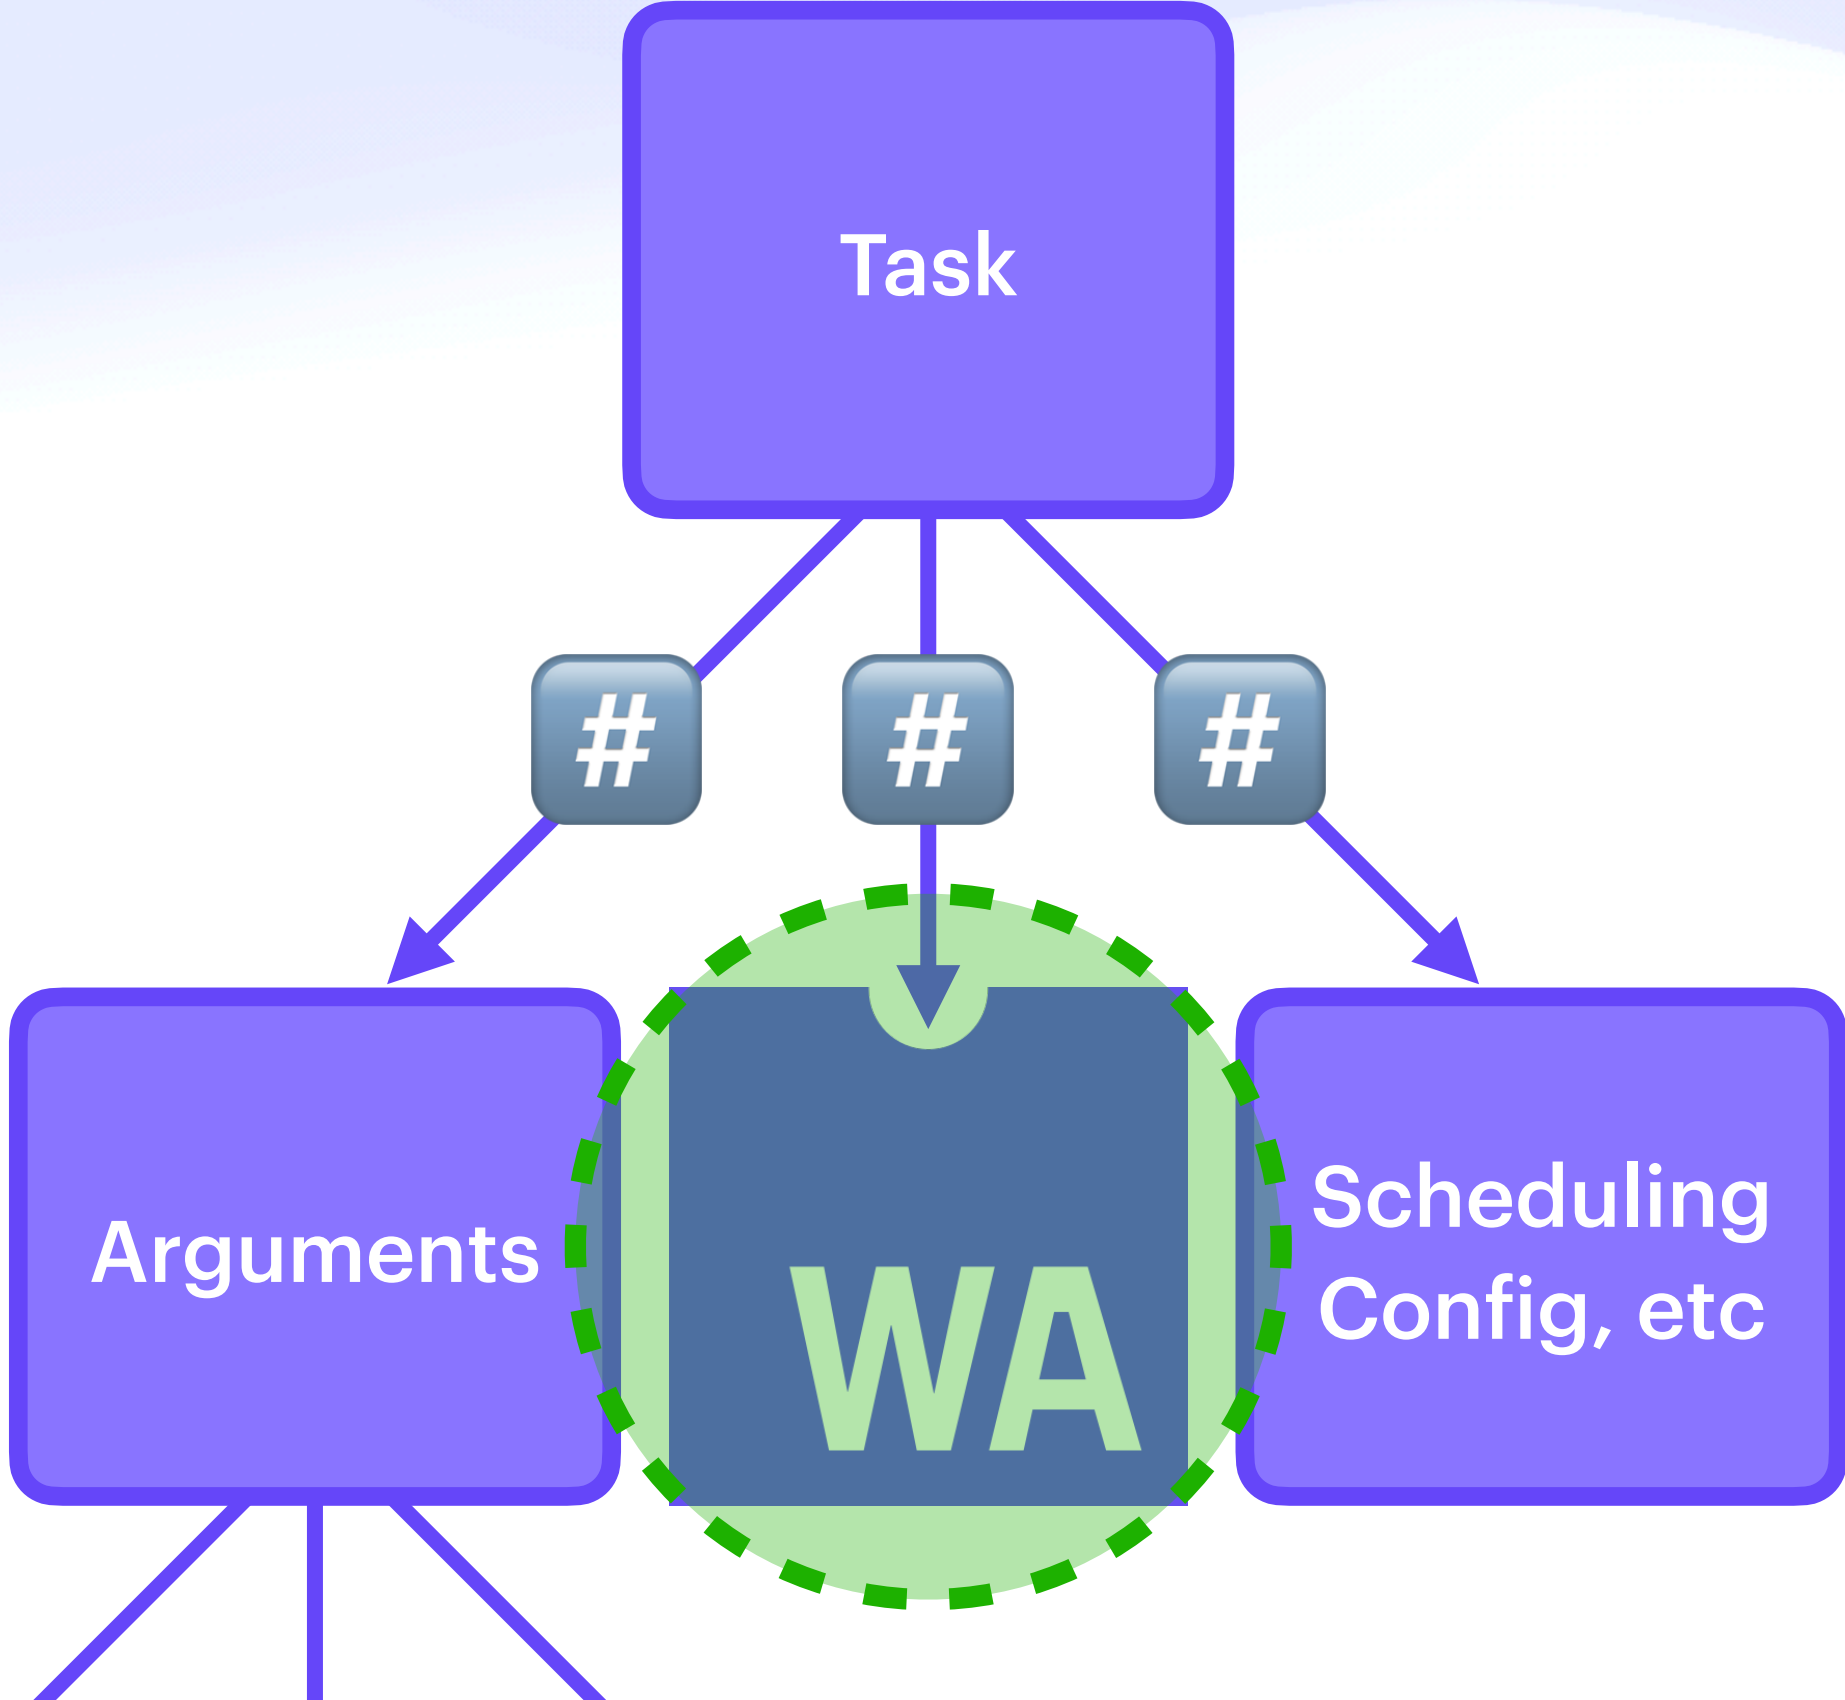 Task
# # #
Arguments
WA
Scheduling
Config, etc